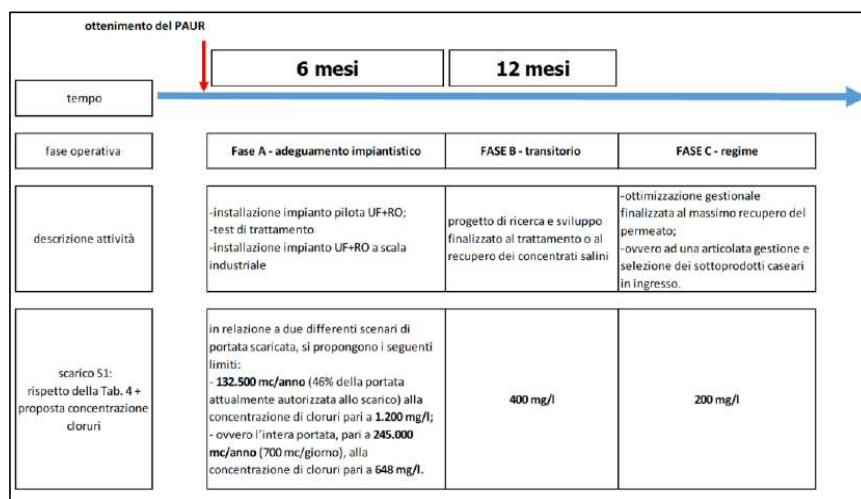 ottenimento del PAUR
6 mesi
12 mesi
tempo
fase operativa
Fase A - adeguamento impiantistico
FASE B - transitorio
FASE C - regime
descrizione attività
-installazione impianto pilota UF+RO;
-test di trattamento
-installazione impianto UF+RO a scala
industriale
progetto di ricerca e sviluppo
finalizzato al trattamento o al
recupero dei concentrati salini
-ottimizzazione gestionale
finalizzata al massimo recupero del
permeato;
-ovvero ad una articolata gestione e
selezione dei sottoprodotti caseari
in ingresso.
scarico S1:
rispetto della Tab. 4 +
proposta concentrazione
cloruri
in relazione a due differenti scenari di
portata scaricata, si propongono i seguenti
limiti:
- 132.500 mc/anno (46% della portata
attualmente autorizzata allo scarico) alla
concentrazione di cloruri pari a 1.200 mg/l;
- ovvero l'intera portata, pari a 245.000
mc/anno (700 mc/giorno), alla
concentrazione di cloruri pari a 648 mg/l.
400 mg/l
200 mg/l